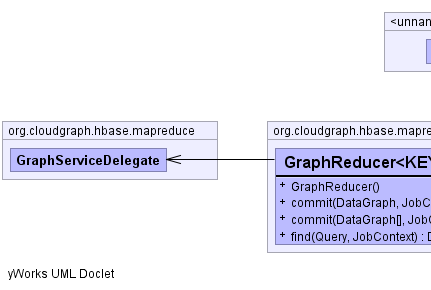 <unnan
org.cloudgraph.hbase.mapreduce
GraphServiceDelegate
org.cloudgraph.hbase.mapre
GraphReducer<KEY
+ GraphReducer()
+ commit(DataGraph, JobC
+ commit(DataGraph[], JobC
+ find(Query, JobContext) : D
yWorks UML Doclet